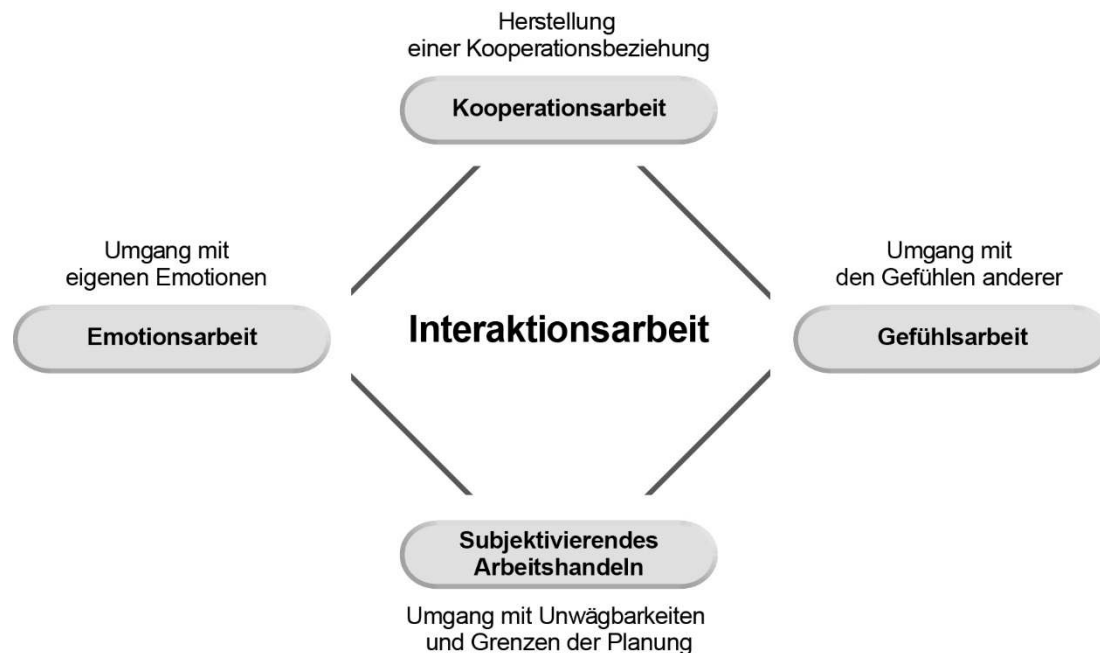 Herstellung
einer Kooperationsbeziehung
Kooperationsarbeit
Umgang mit
eigenen Emotionen
Emotionsarbeit
Interaktionsarbeit
Umgang mit
den Gefühlen anderer
Gefühlsarbeit
Subjektivierendes
Arbeitshandeln
Umgang mit Unwägbarkeiten
und Grenzen der Planung